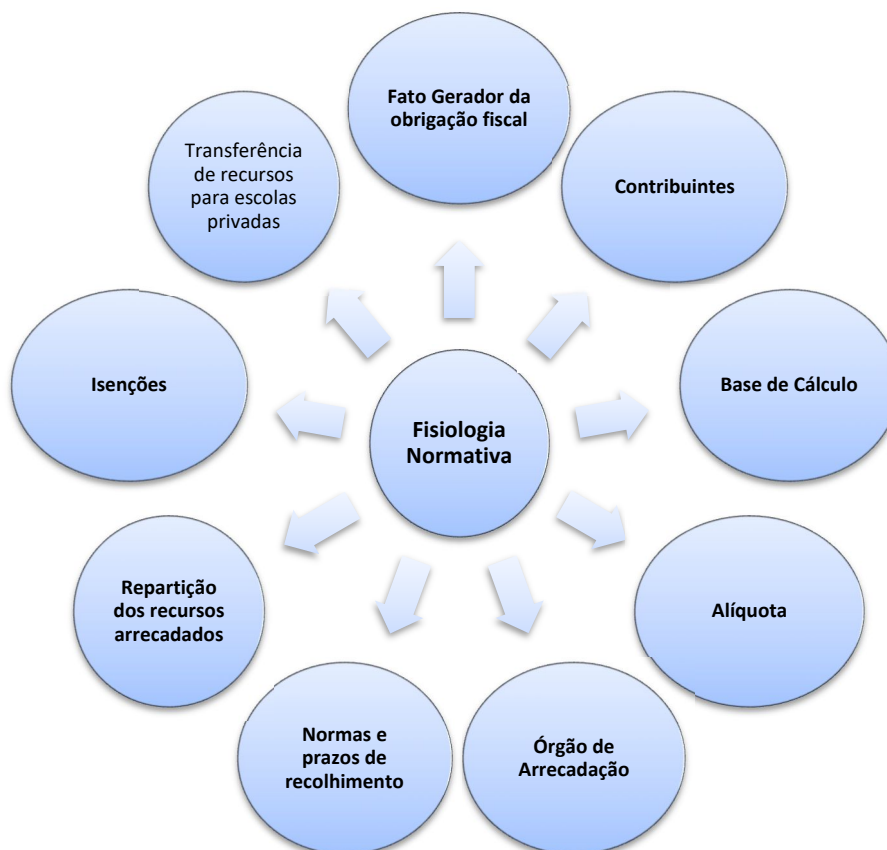 Fato Gerador da
obrigação fiscal
Contribuintes
Base de Cálculo
Alíquota
Órgão de
Arrecadação
Normas e
prazos de
recolhimento
Repartição
dos recursos
arrecadados
Isenções
Transferência
de recursos
para escolas
privadas
Fisiologia
Normativa